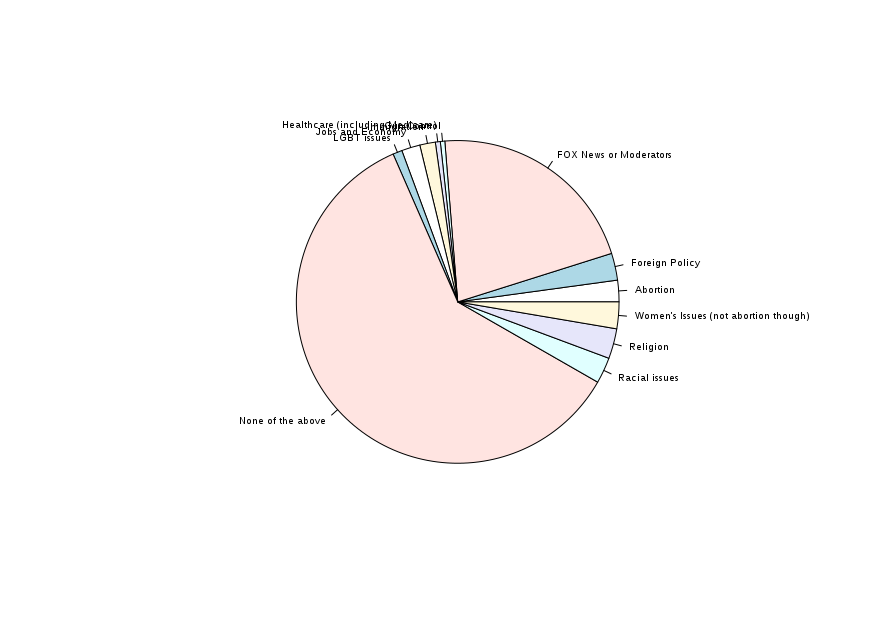 Healthcare (including Medicare)
Jobs and Economy
LGBT issues
FOX News or Moderators
Foreign Policy
Abortion
Women's Issues (not abortion though)
Religion
Racial issues
None of the above